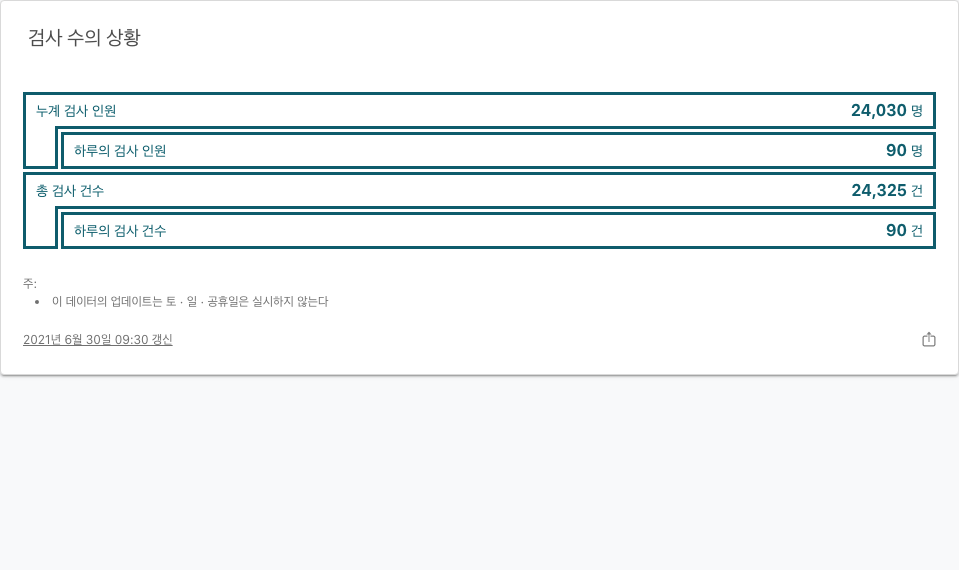 검사 수의 상황
누계 검사 인원 24,030 명
하루의 검사 인원 90 명
총 검사 건수 24,325 건
하루의 검사 건수 90 건
주:
• 이 데이터의 업데이트는 토 · 일 · 공휴일은 실시하지 않는다
2021년 6월 30일 09:30 갱신